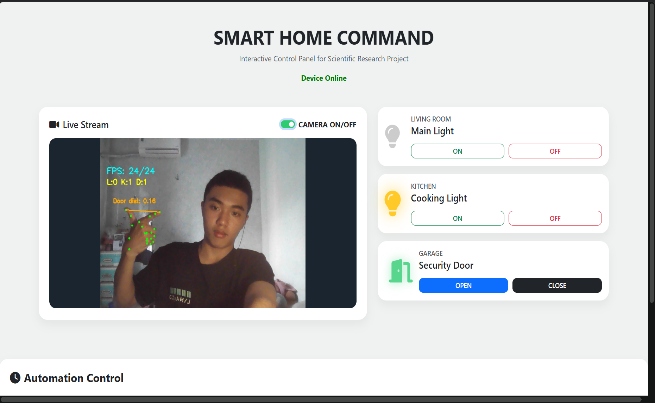 SMART HOME COMMAND
Interactive Control Panel for Scientific Research Project
Device Online
Live Stream
CAMERA ON/OFF
FPS: 24/24
L:0 K:1 D:1
Door dist: 0.16
LIVING ROOM
Main Light
ON
OFF
KITCHEN
Cooking Light
ON
OFF
GARAGE
Security Door
OPEN
CLOSE
Automation Control